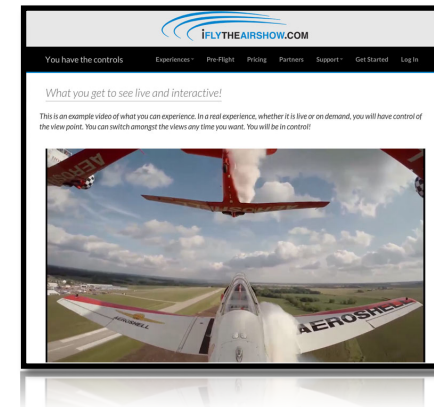 iFLYTHEAIRSHOW.COM
You have the controls Experiences Pre-Flight Pricing Partners Support Get Started Log In
What you get to see live and interactive!
This is an example video of what you can experience. In a real experience, whether it is live or on demand, you will have control of
the view point. You can switch amongst the views any time you want. You will be in control!
AEROSHELL
AEROSHELL